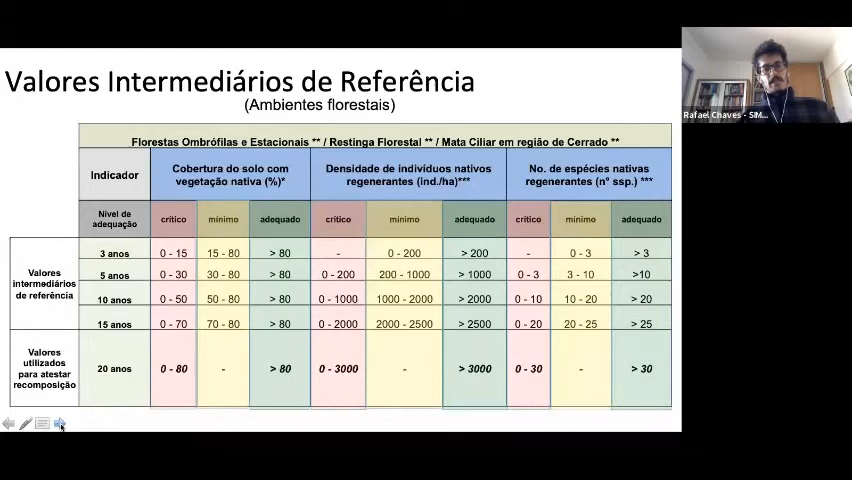 Valores Intermediários de Referência
(Ambientes florestais)
Rafael Chaves - SIM...
Florestas Ombrófilas e Estacionais ** / Restinga Florestal ** / Mata Ciliar em região de Cerrado **
Indicador
Cobertura do solo com
vegetação nativa (%)*
Densidade de indivíduos nativos
regenerantes (ind./ha)***
No. de espécies nativas
regenerantes (nº ssp.) ***
Nível de
adequação
crítico mínimo adequado crítico mínimo adequado crítico mínimo adequado
Valores
intermediários
de referência
3 anos 0 - 15 15 - 80 > 80 - 0 - 200 > 200 - 0 - 3 > 3
5 anos 0 - 30 30 - 80 > 80 0 - 200 200 - 1000 > 1000 0 - 3 3 - 10 >10
10 anos 0 - 50 50 - 80 > 80 0 - 1000 1000 - 2000 > 2000 0 - 10 10 - 20 > 20
15 anos 0 - 70 70 - 80 > 80 0 - 2000 2000 - 2500 > 2500 0 - 20 20 - 25 > 25
Valores
utilizados
para atestar
recomposição
20 anos 0 - 80 - > 80 0 - 3000 - > 3000 0 - 30 - > 30